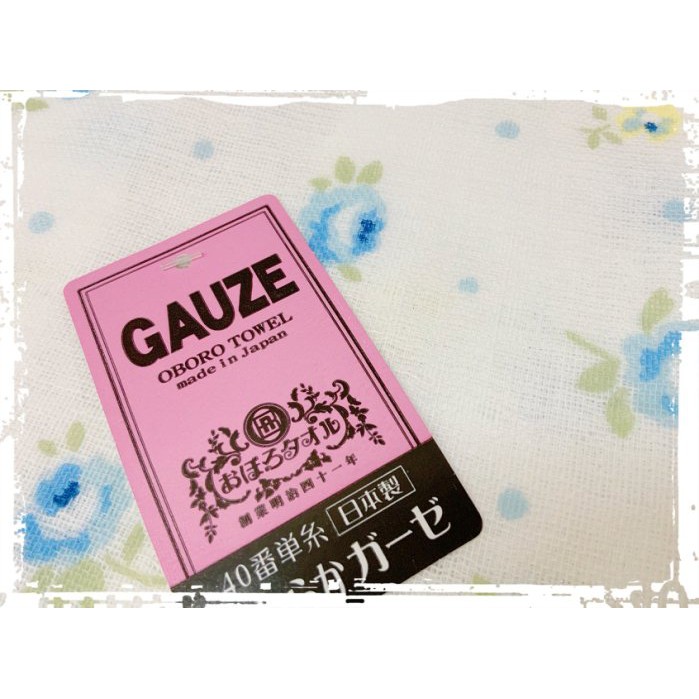 GAUZE
OBORO TOWEL
made in Japan
おぼろタオル
創業明治四十一年
40番単糸 日本製
かガーゼ